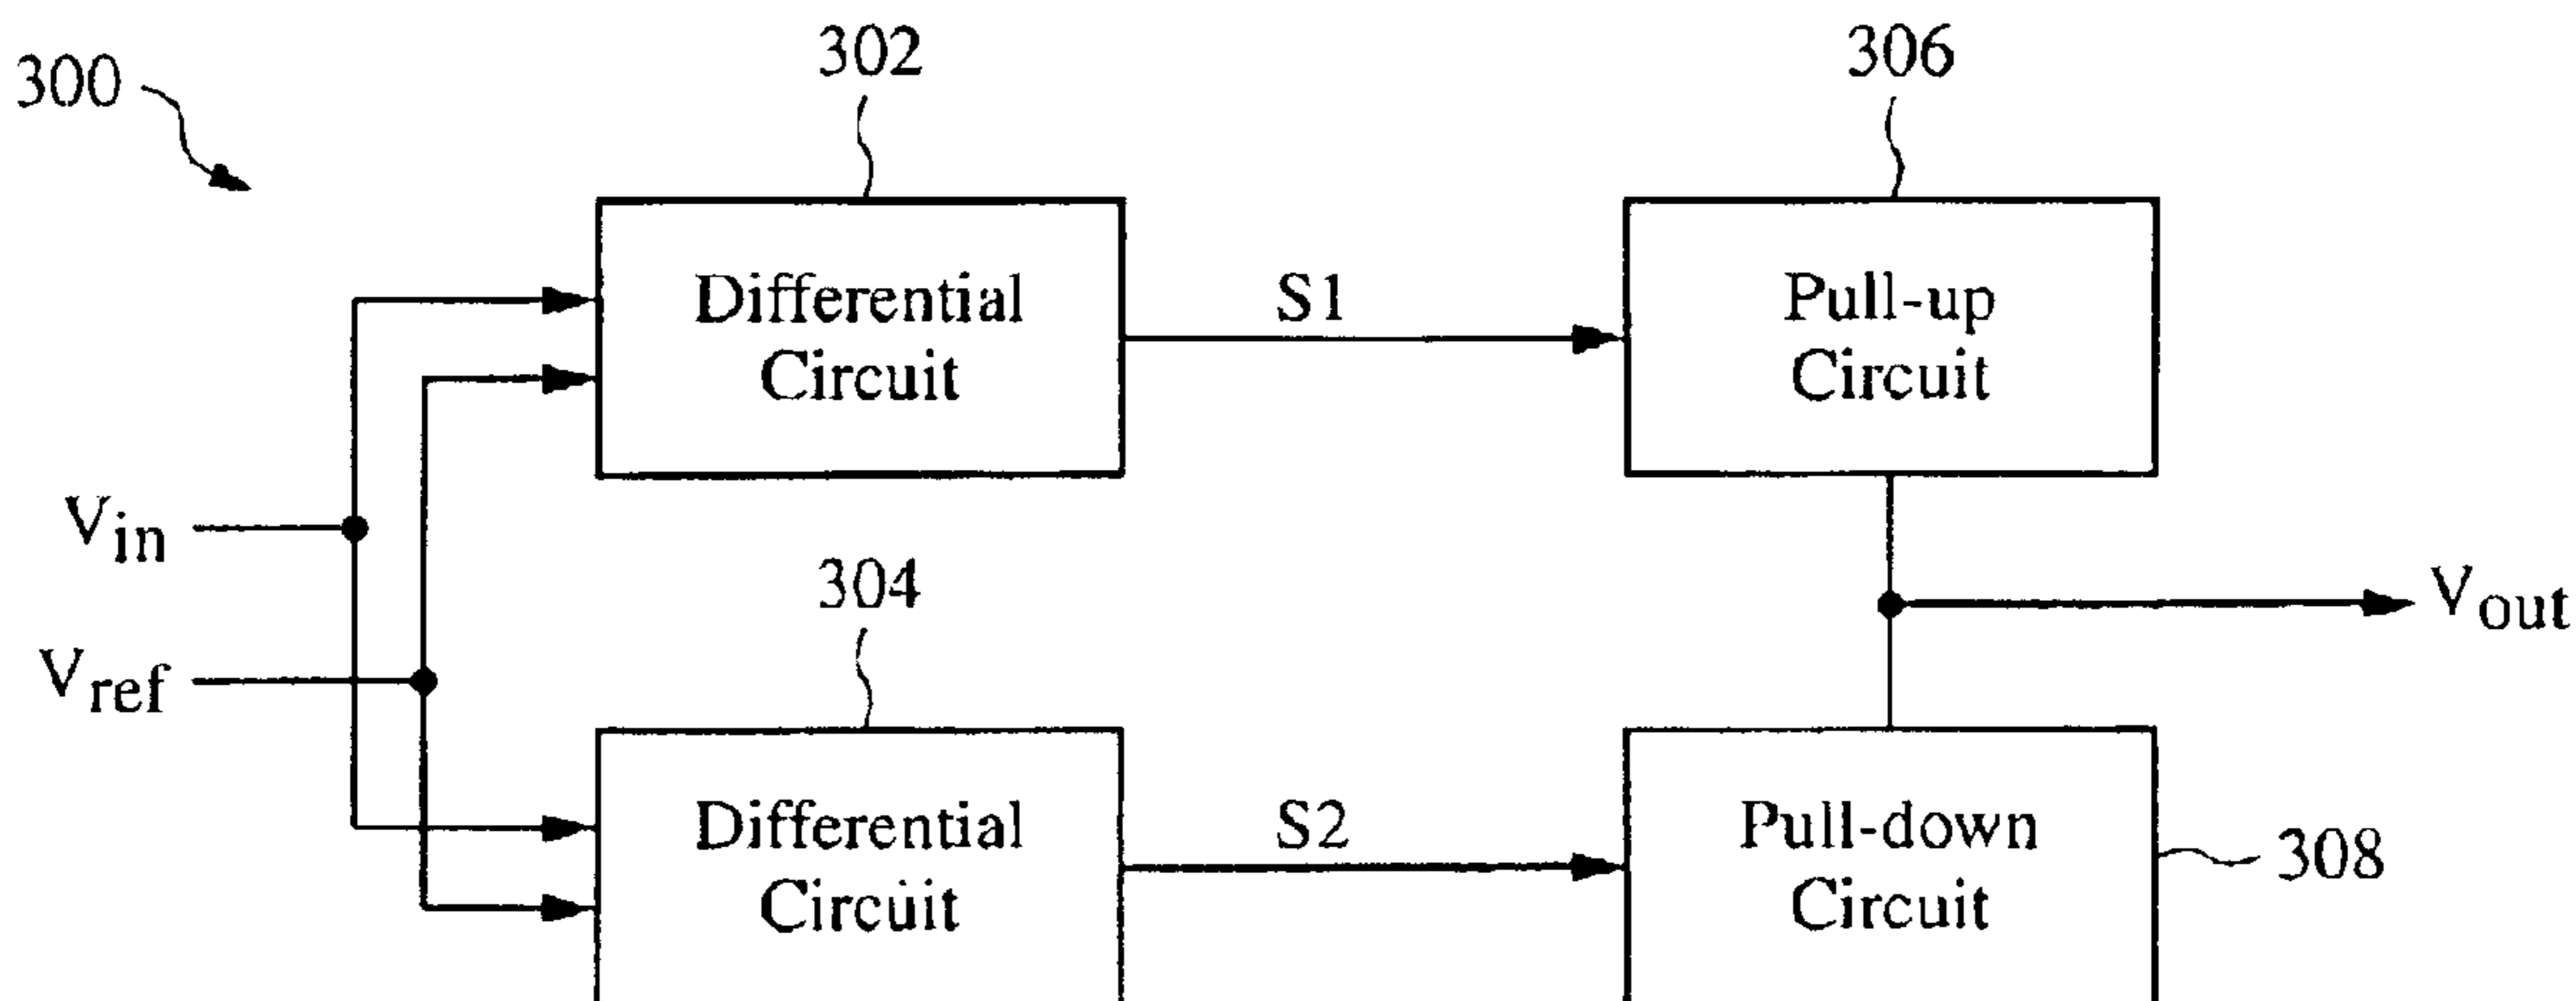 300
302
306
Differential
Circuit
S1
Pull-up
Circuit
Vin
304
Vout
Vref
Differential
Circuit
S2
Pull-down
Circuit
308